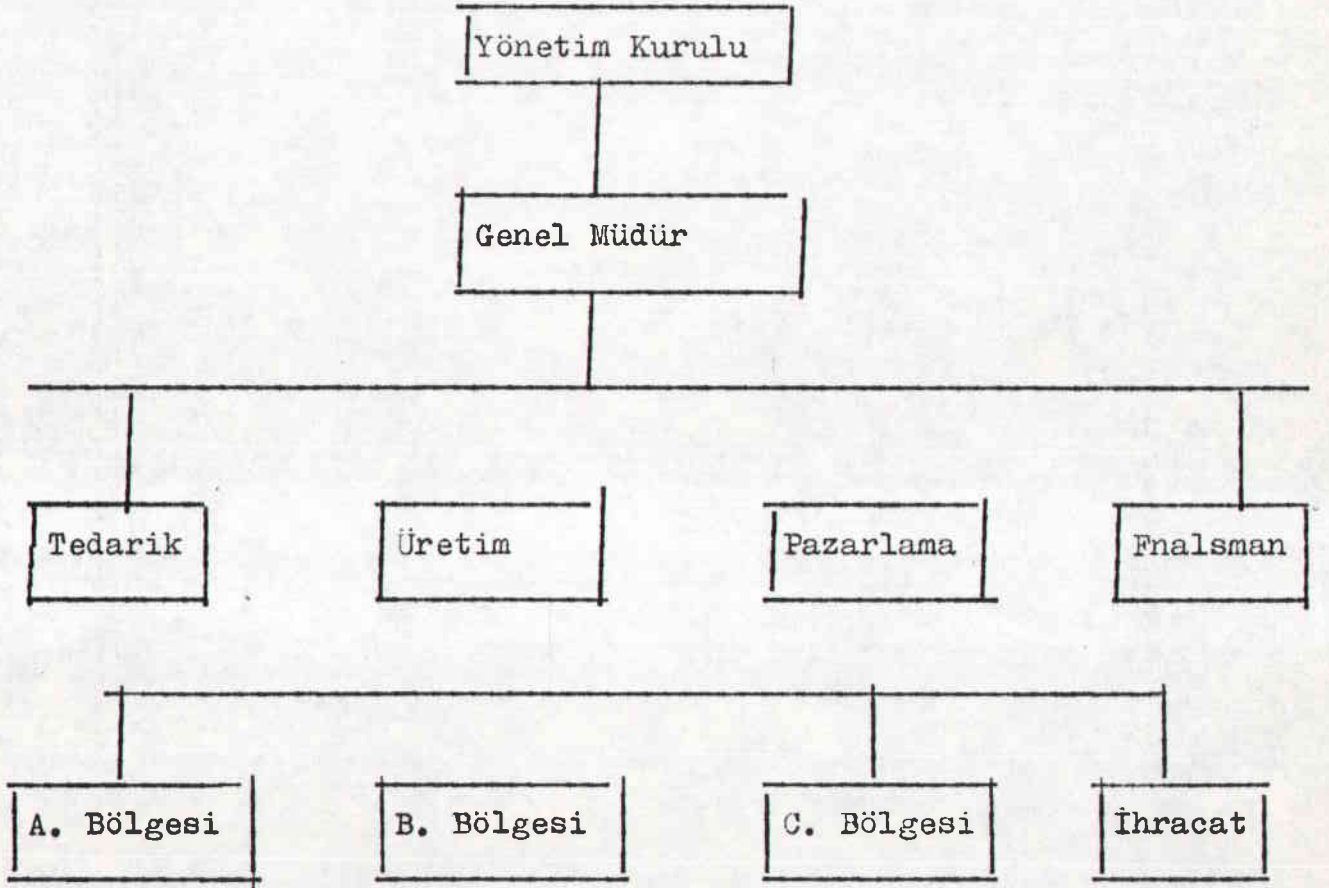 Yönetim Kurulu
Genel Müdür
Tedarik
Üretim
Pazarlama
Fnalsman
A. Bölgesi
B. Bölgesi
C. Bölgesi
İhracat